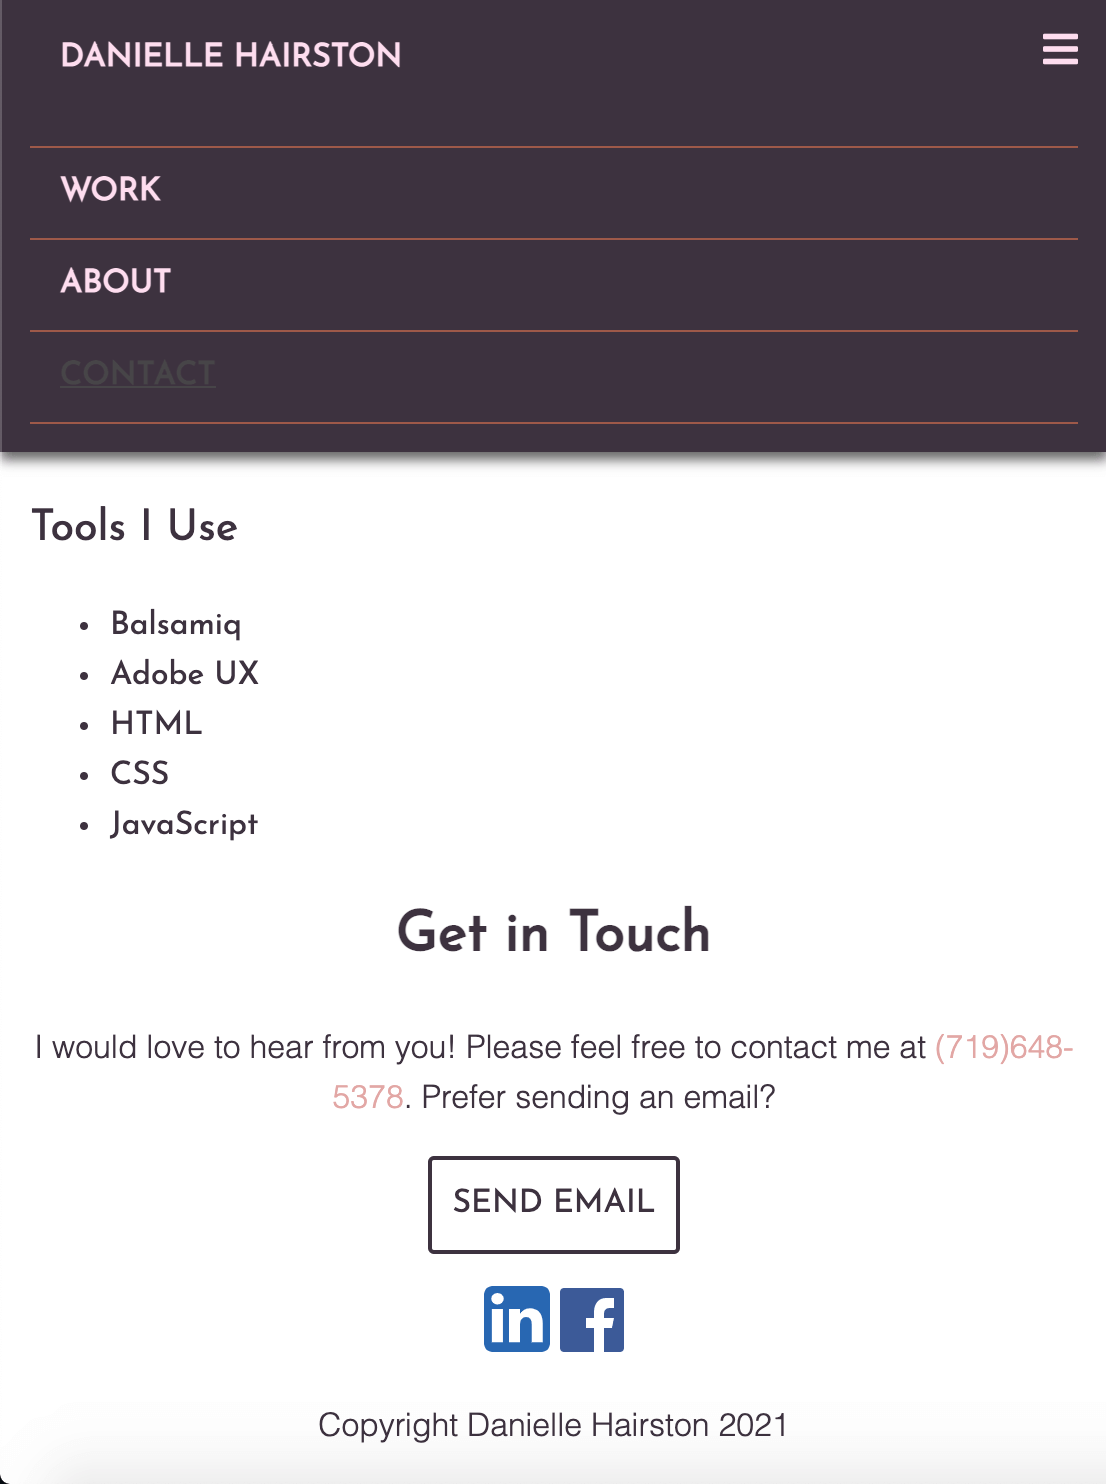 DANIELLE HAIRSTON
WORK
ABOUT
CONTACT
Tools I Use
• Balsamiq
• Adobe UX
• HTML
• CSS
• JavaScript
Get in Touch
I would love to hear from you! Please feel free to contact me at (719)648-
5378. Prefer sending an email?
SEND EMAIL
in f
Copyright Danielle Hairston 2021